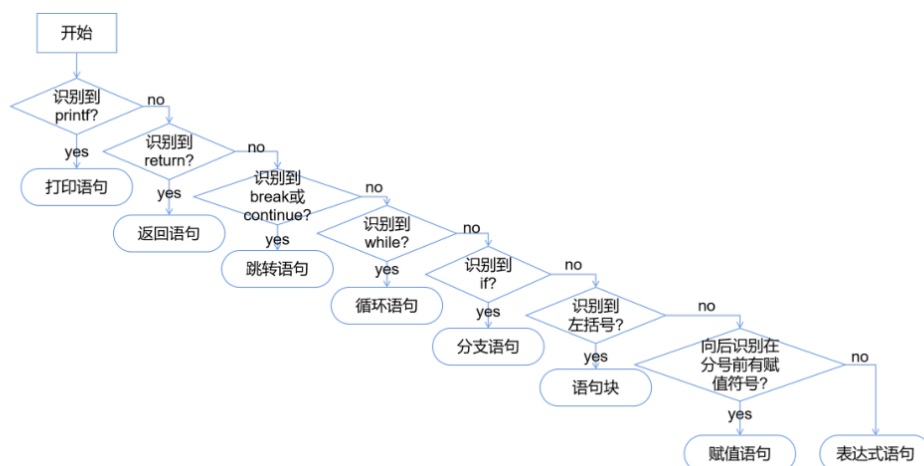 开始
识别到
printf?
no
yes
打印语句
识别到
return?
no
yes
返回语句
识别到
break或
continue?
no
yes
跳转语句
识别到
while?
no
yes
循环语句
识别到
if?
no
yes
分支语句
识别到
左括号?
no
yes
语句块
向后识别在
分号前有赋
值符号?
no
yes
赋值语句
表达式语句